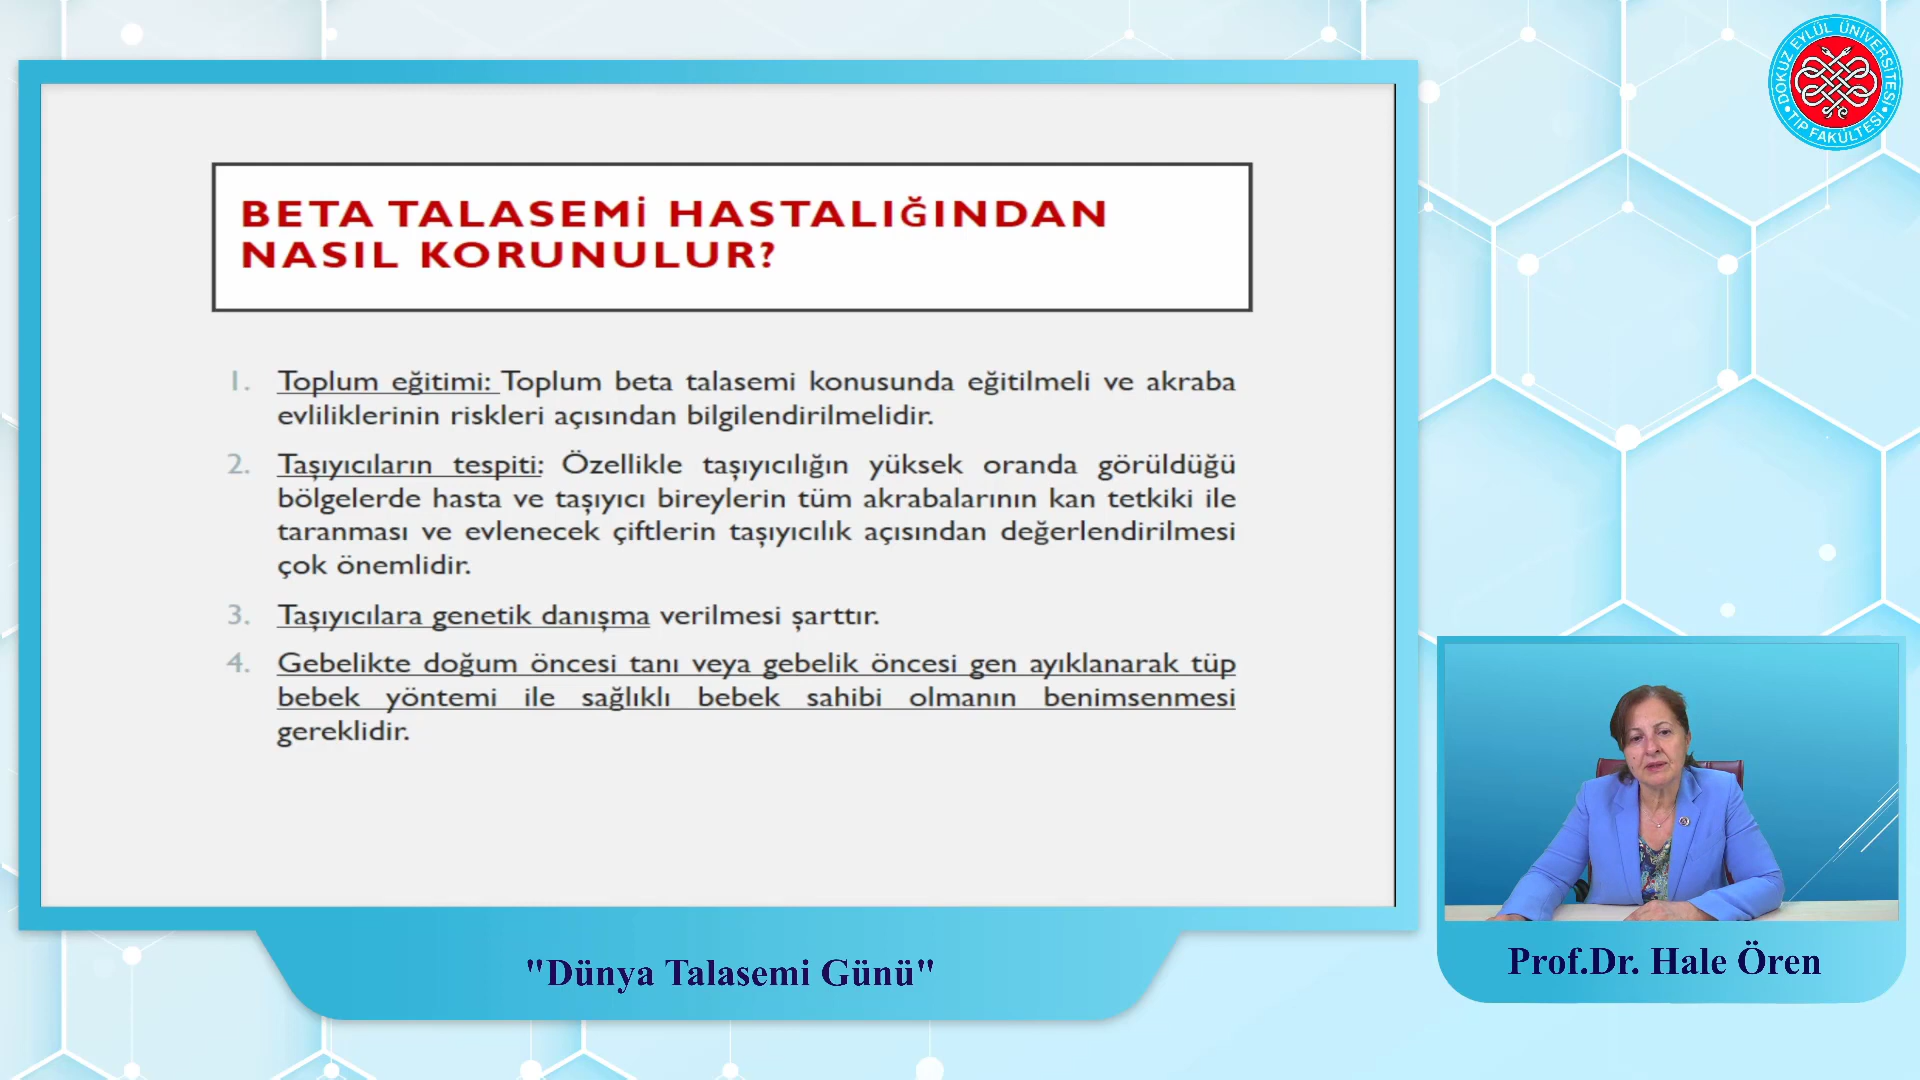 DOKUZ EYLÜL ÜNİVERSİTESİ
TIP FAKÜLTESİ
BETA TALASEMİ HASTALIĞINDAN
NASIL KORUNULUR?
1. Toplum eğitimi: Toplum beta talasemi konusunda eğitilmeli ve akraba
evliliklerinin riskleri açısından bilgilendirilmelidir.
2. Taşıyıcıların tespiti: Özellikle taşıyıcılığın yüksek oranda görüldüğü
bölgelerde hasta ve taşıyıcı bireylerin tüm akrabalarının kan tetkiki ile
taranması ve evlenecek çiftlerin taşıyıcılık açısından değerlendirilmesi
çok önemlidir.
3. Taşıyıcılara genetik danışma verilmesi şarttır.
4. Gebelikte doğum öncesi tanı veya gebelik öncesi gen ayıklanarak tüp
bebek yöntemi ile sağlıklı bebek sahibi olmanın benimsenmesi
gereklidir.
"Dünya Talasemi Günü"
Prof.Dr. Hale Ören